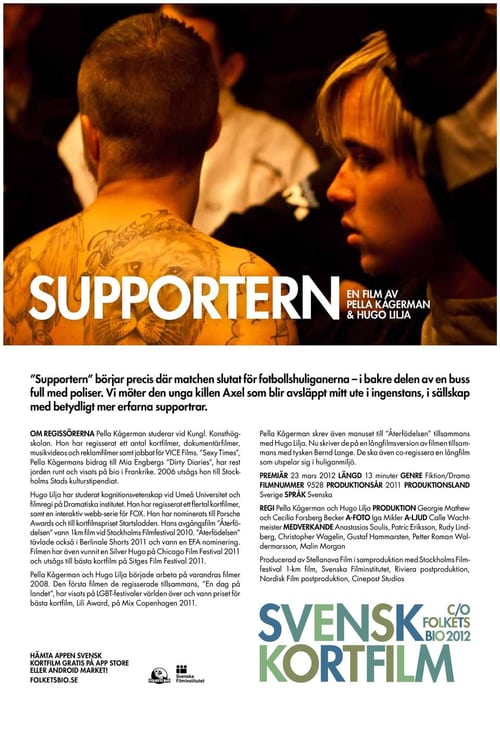 SUPPORTERN
EN FILM AV
PELLA KÅGERMAN
& HUGO LILJA
”Supportern” börjar precis där matchen slutat för fotbollshuliganerna – i bakre delen av en buss
full med poliser. Vi möter den unga killen Axel som blir avsläppt mitt ute i ingenstans, i sällskap
med betydligt mer erfarna supportrar.
OM REGISSÖRERNA Pella Kågerman studerar vid Kungl. Konsthög-
skolan. Hon har regisserat ett antal kortfilmer, dokumentärfilmer,
musikvideos och reklamfilmer samt jobbat för VICE Films. ”Sexy Times”,
Pella Kågermans bidrag till Mia Engbergs ”Dirty Diaries”, har rest
jorden runt och visats på bio i Frankrike. 2006 utsågs hon till Stock-
holms Stads kulturstipendiat.
Hugo Lilja har studerat kognitionsvetenskap vid Umeå Universitet och
filmregi på Dramatiska institutet. Han har regisserat ett flertal kortfilmer,
samt en interaktiv webb-serie för FOX. Han har nominerats till Porsche
Awards och till kortfilmspriset Startsladden. Hans avgångsfilm ”Återfö-
delsen” vann 1km film vid Stockholms Filmfestival 2010. ”Återfödelsen”
tävlade också i Berlinale Shorts 2011 och vann en EFA nominering.
Filmen har även vunnit en Silver Hugo på Chicago Film Festival 2011
och utsågs till bästa kortfilm på Sitges Film Festival 2011.
Pella Kågerman och Hugo Lilja började arbeta på varandras filmer
2008. Den första filmen de regisserade tillsammans, ”En dag på
landet”, har visats på LGBT-festivaler världen över och vann priset för
bästa kortfilm, Lili Award, på Mix Copenhagen 2011.
Pella Kågerman skrev även manuset till ”Återfödelsen” tillsammans
med Hugo Lilja. Nu skriver de på en långfilmsversion av filmen tillsam-
mans med tysken Bernd Lange. De ska även co-regissera en långfilm
som utspelar sig i huliganmiljö.
PREMIÄR 23 mars 2012 LÄNGD 13 minuter GENRE Fiktion/Drama
FILMNUMMER 9528 PRODUKTIONSÅR 2011 PRODUKTIONSLAND
Sverige SPRÅK Svenska
REGI Pella Kågerman och Hugo Lilja PRODUKTION Georgie Mathew
och Cecilia Forsberg Becker A-FOTO Iga Mikler A-LJUD Calle Wacht-
meister MEDVERKANDE Anastasios Soulis, Patric Eriksson, Rudy Lind-
berg, Christopher Wagelin, Gustaf Hammarsten, Petter Roman Wal-
dermarsson, Malin Morgan
Producerad av Stellanova Film i samproduktion med Stockholms Film-
festival 1-km film, Svenska Filminstitutet, Riviera postproduktion,
Nordisk Film postproduktion, Cinepost Studios
HÄMTA APPEN SVENSK
KORTFILM GRATIS PÅ APP STORE
ELLER ANDROID MARKET!
FOLKETSBIO.SE
Svenska
Filminstitutet
SVENSK
KORTFILM
C/O
FOLKETS
BIO 2012